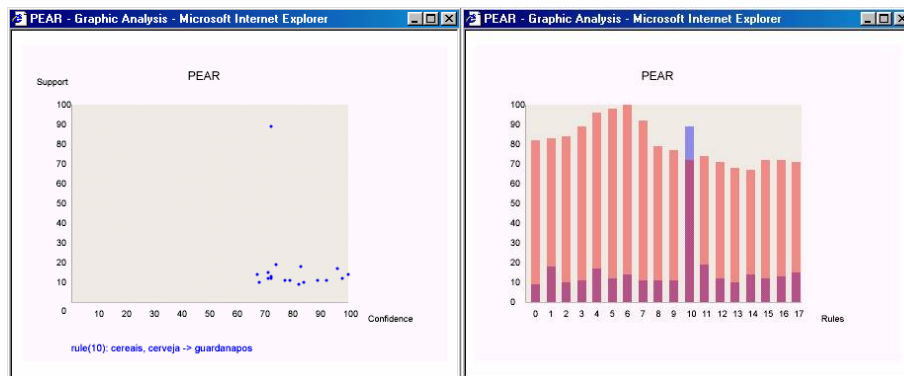 PEAR - Graphic Analysis - Microsoft Internet Explorer
PEAR
Support
100
90
80
70
60
50
40
30
20
10
0
10 20 30 40 50 60 70 80 90 100
Confidence
rule(10): cereais, cerveja -> guardanapos
PEAR - Graphic Analysis - Microsoft Internet Explorer
PEAR
100
90
80
70
60
50
40
30
20
10
0
0 1 2 3 4 5 6 7 8 9 10 11 12 13 14 15 16 17
Rules